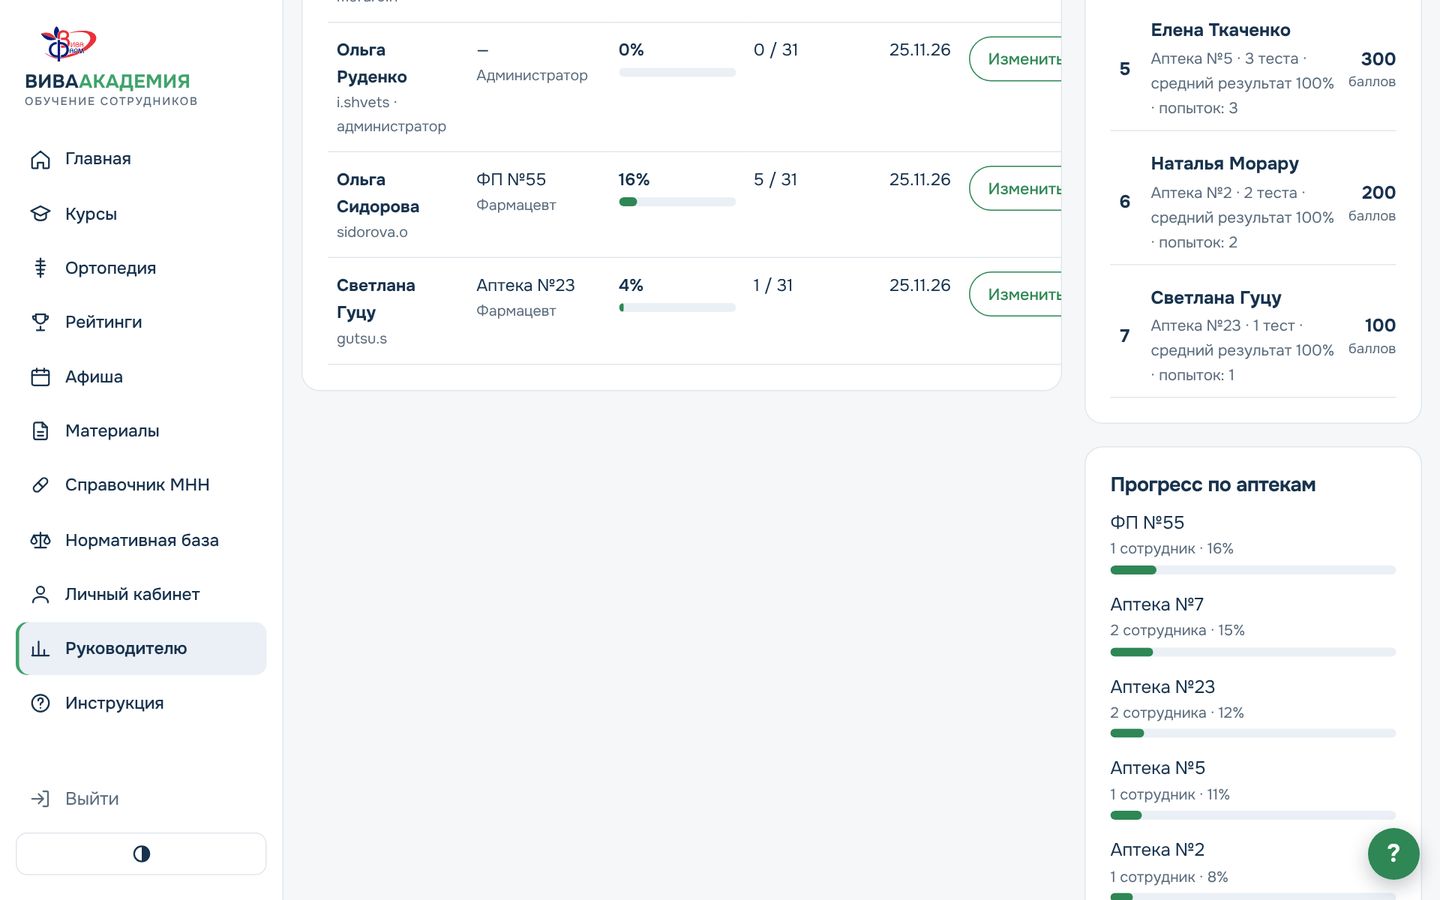 ВИВА
ФАРМ
ВИВААКАДЕМИЯ
ОБУЧЕНИЕ СОТРУДНИКОВ
Главная
Курсы
Ортопедия
Рейтинги
Афиша
Материалы
Справочник МНН
Нормативная база
Личный кабинет
Руководителю
Инструкция
Выйти
Ольга
Руденко
i.shvets ·
администратор
—
Администратор
0%
0 / 31
25.11.26
Изменить
Ольга
Сидорова
sidorova.o
ФП №55
Фармацевт
16%
5 / 31
25.11.26
Изменить
Светлана
Гуцу
gutsu.s
Аптека №23
Фармацевт
4%
1 / 31
25.11.26
Изменить
5
Елена Ткаченко
Аптека №5 · 3 теста ·
средний результат 100%
· попыток: 3
300
баллов
6
Наталья Морару
Аптека №2 · 2 теста ·
средний результат 100%
· попыток: 2
200
баллов
7
Светлана Гуцу
Аптека №23 · 1 тест ·
средний результат 100%
· попыток: 1
100
баллов
Прогресс по аптекам
ФП №55
1 сотрудник · 16%
Аптека №7
2 сотрудника · 15%
Аптека №23
2 сотрудника · 12%
Аптека №5
1 сотрудник · 11%
Аптека №2
1 сотрудник · 8%
?